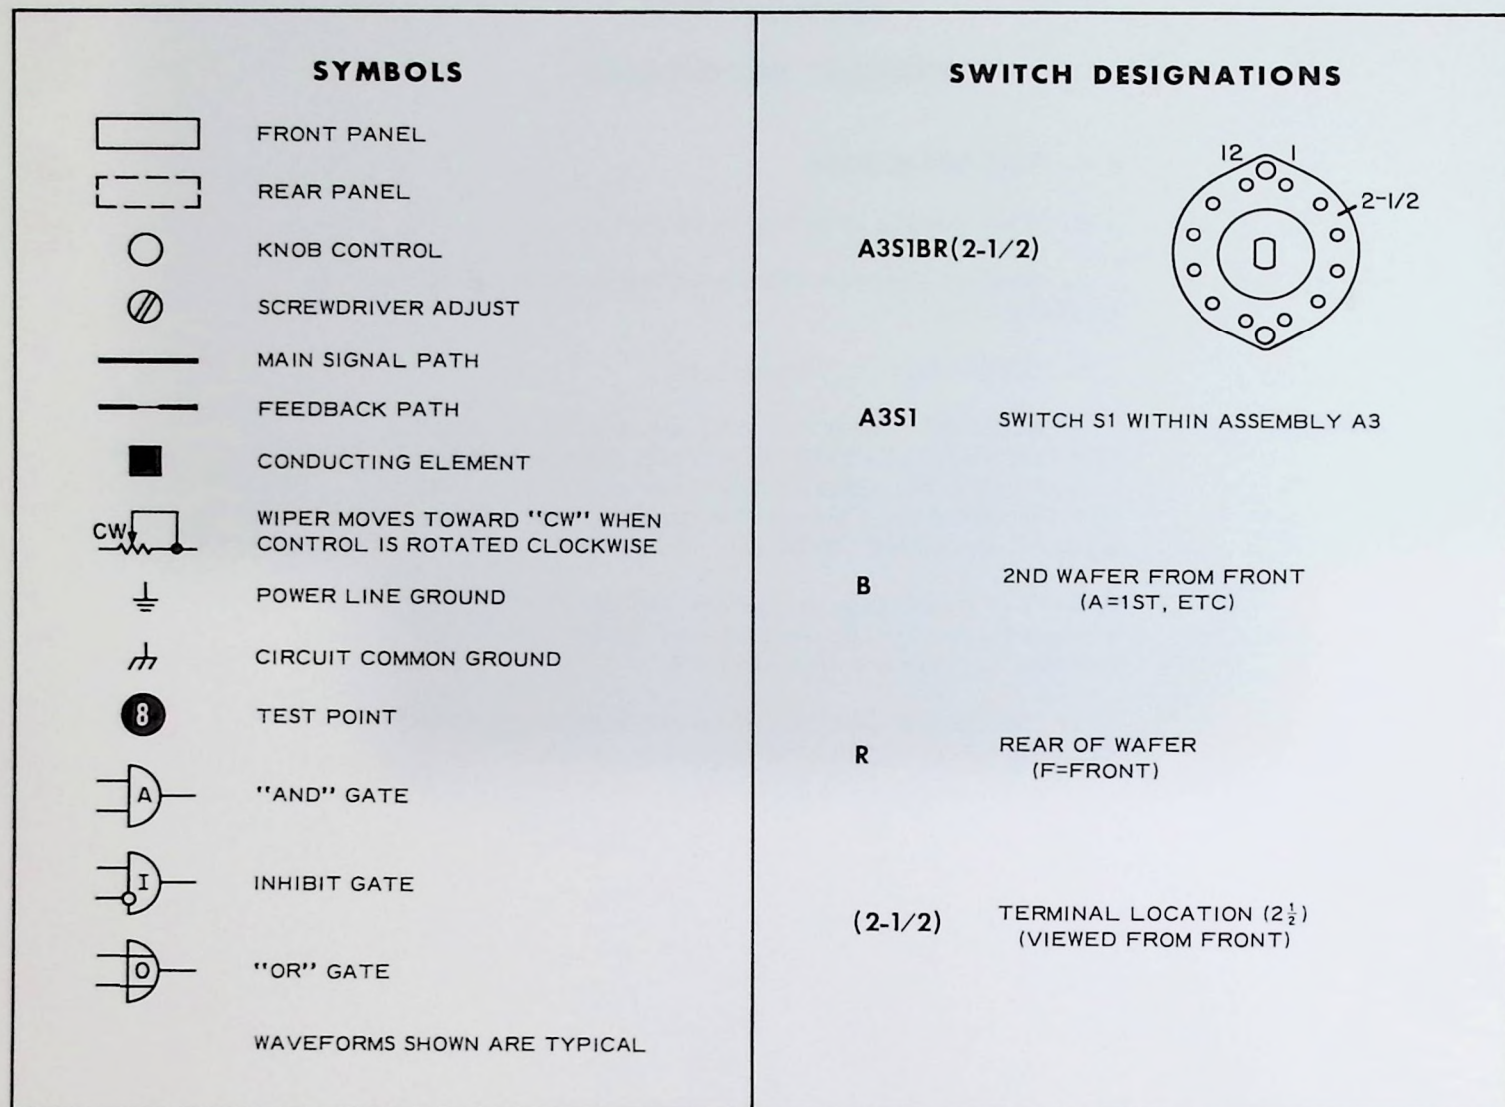 SYMBOLS
FRONT PANEL
REAR PANEL
KNOB CONTROL
SCREWDRIVER ADJUST
MAIN SIGNAL PATH
FEEDBACK PATH
CONDUCTING ELEMENT
CW
WIPER MOVES TOWARD "CW" WHEN
CONTROL IS ROTATED CLOCKWISE
POWER LINE GROUND
CIRCUIT COMMON GROUND
8
TEST POINT
A
"AND" GATE
I
INHIBIT GATE
O
"OR" GATE
WAVEFORMS SHOWN ARE TYPICAL
SWITCH DESIGNATIONS
12 1
2-1/2
A3S1BR(2-1/2)
A3S1 SWITCH S1 WITHIN ASSEMBLY A3
B 2ND WAFER FROM FRONT
(A=1ST, ETC)
R REAR OF WAFER
(F=FRONT)
(2-1/2) TERMINAL LOCATION (2½)
(VIEWED FROM FRONT)